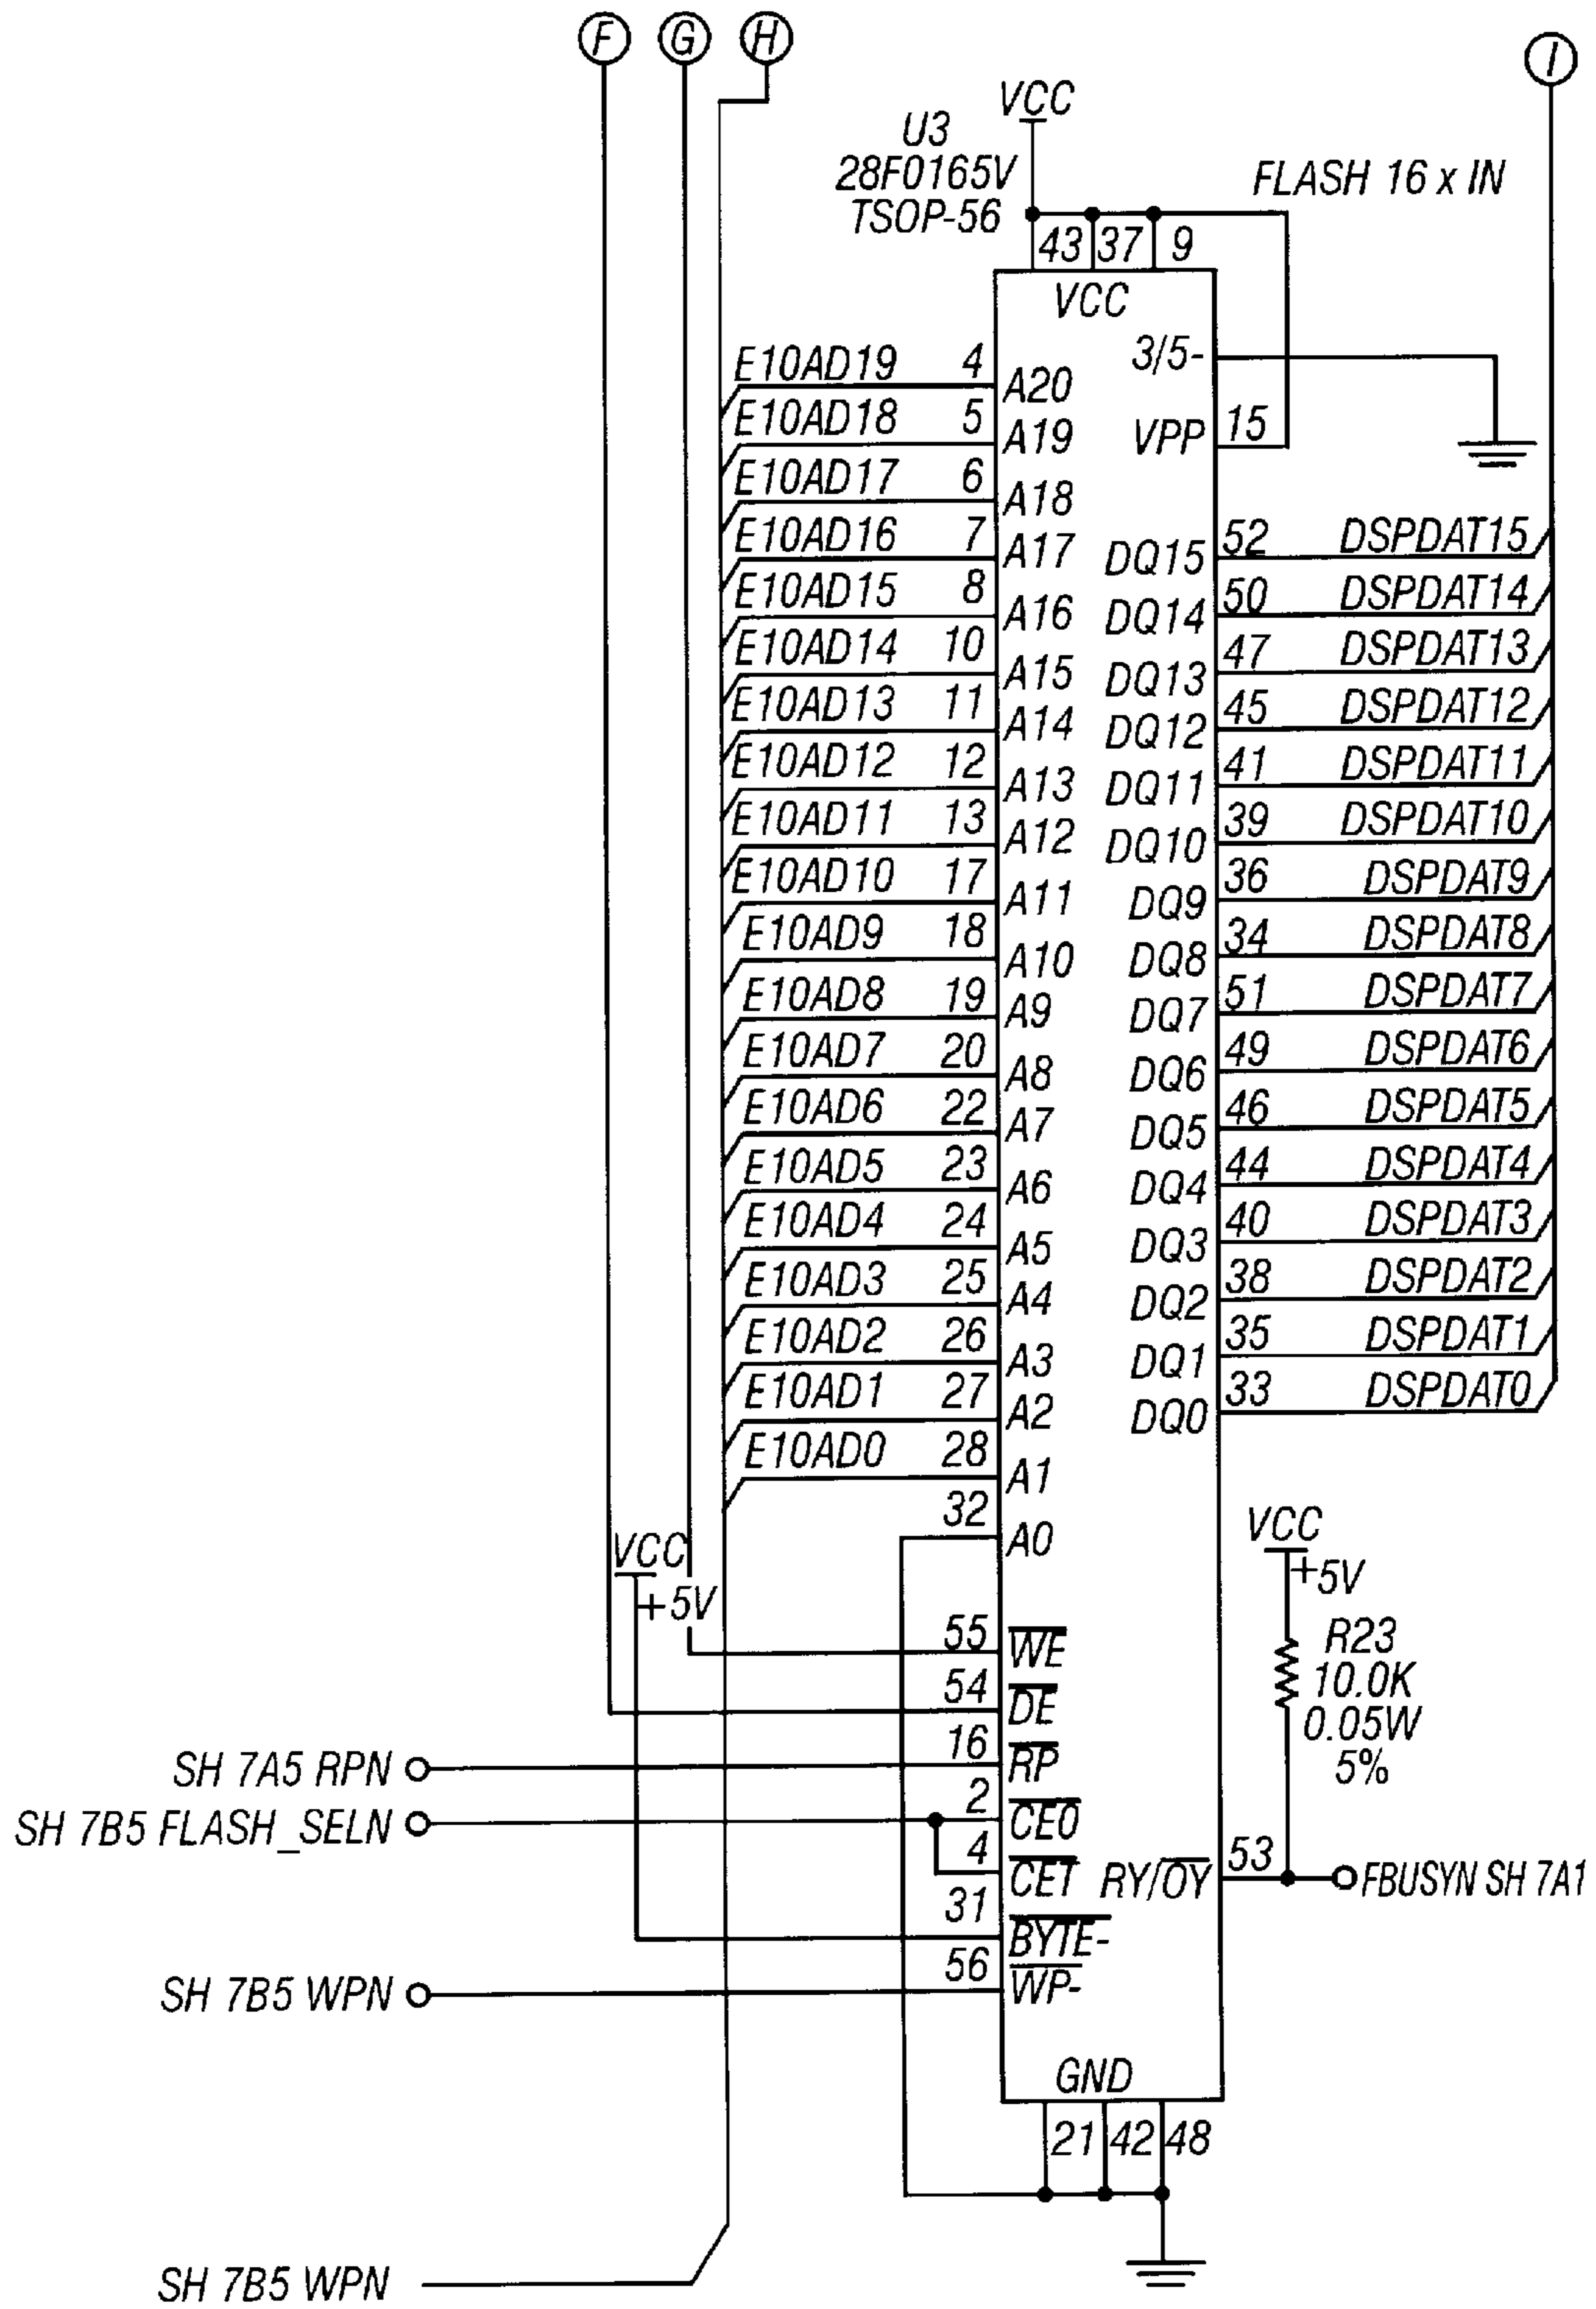 F G H I
VCC
U3
28F0165V
TSOP-56
FLASH 16 x IN
43 37 9
VCC
3/5-
E10AD19 4 A20
VPP 15
E10AD18 5 A19
E10AD17 6 A18
E10AD16 7 A17
DQ15 52 DSPDAT15
E10AD15 8 A16
DQ14 50 DSPDAT14
E10AD14 10 A15
DQ13 47 DSPDAT13
E10AD13 11 A14
DQ12 45 DSPDAT12
E10AD12 12 A13
DQ11 41 DSPDAT11
E10AD11 13 A12
DQ10 39 DSPDAT10
E10AD10 17 A11
DQ9 36 DSPDAT9
E10AD9 18 A10
DQ8 34 DSPDAT8
E10AD8 19 A9
DQ7 51 DSPDAT7
E10AD7 20 A8
DQ6 49 DSPDAT6
E10AD6 22 A7
DQ5 46 DSPDAT5
E10AD5 23 A6
DQ4 44 DSPDAT4
E10AD4 24 A5
DQ3 40 DSPDAT3
E10AD3 25 A4
DQ2 38 DSPDAT2
E10AD2 26 A3
DQ1 35 DSPDAT1
E10AD1 27 A2
DQ0 33 DSPDAT0
E10AD0 28 A1
32 A0
VCC
+5V
VCC
+5V
R23
10.0K
0.05W
5%
55 WE
54 DE
SH 7A5 RPN 16 RP
SH 7B5 FLASH_SELN 2 CE0
4 CET
RY/OY 53 FBUSYN SH 7A1
31 BYTE-
SH 7B5 WPN 56 WP-
GND
21 42 48
SH 7B5 WPN